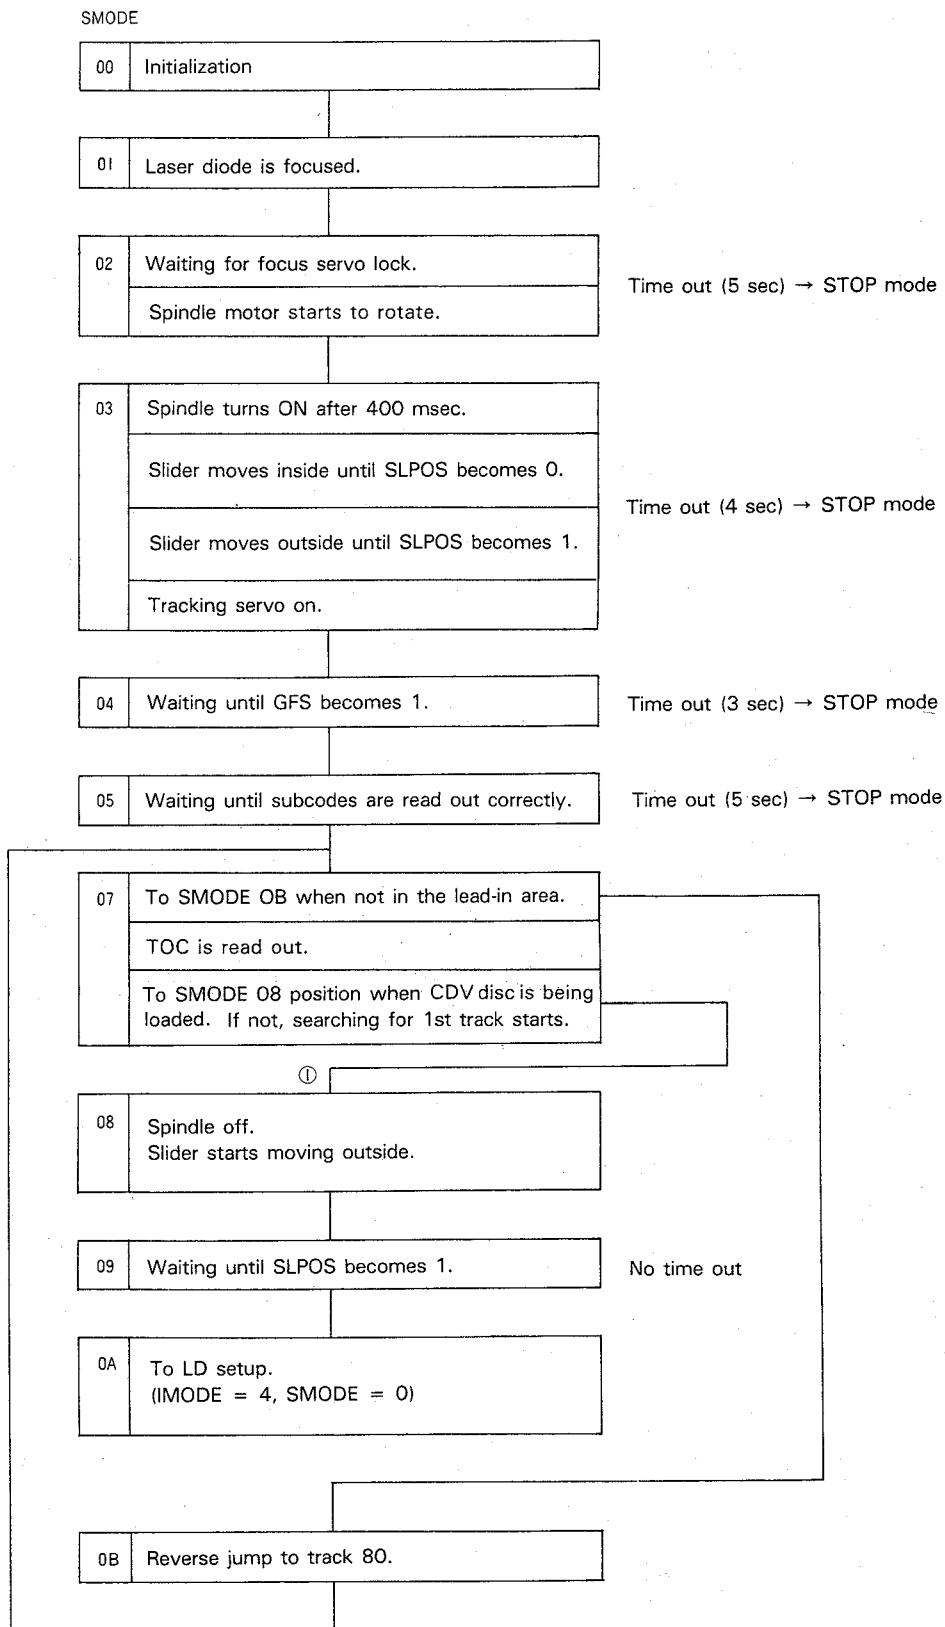 SMODE
00 Initialization
01 Laser diode is focused.
02 Waiting for focus servo lock.
Time out (5 sec) → STOP mode
Spindle motor starts to rotate.
03 Spindle turns ON after 400 msec.
Slider moves inside until SLPOS becomes 0.
Time out (4 sec) → STOP mode
Slider moves outside until SLPOS becomes 1.
Tracking servo on.
04 Waiting until GFS becomes 1. Time out (3 sec) → STOP mode
05 Waiting until subcodes are read out correctly. Time out (5 sec) → STOP mode
07 To SMODE 0B when not in the lead-in area.
TOC is read out.
To SMODE 08 position when CDV disc is being
loaded. If not, searching for 1st track starts.
①
08 Spindle off.
Slider starts moving outside.
09 Waiting until SLPOS becomes 1. No time out
0A To LD setup.
(IMODE = 4, SMODE = 0)
0B Reverse jump to track 80.